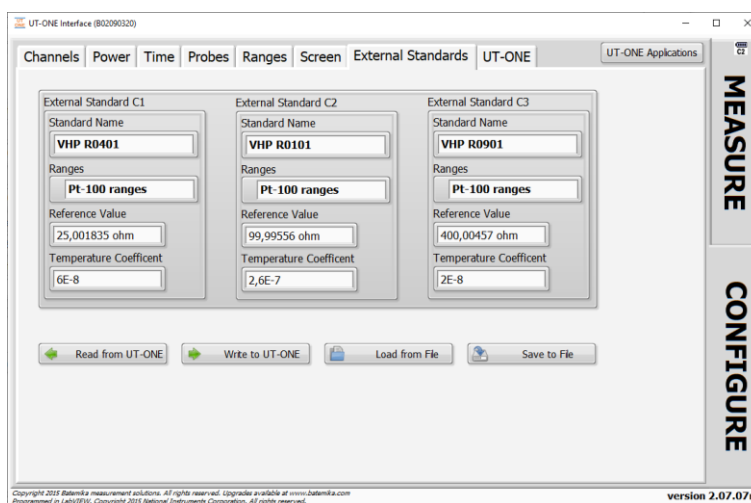 UT-ONE Interface (B02090320)
Channels Power Time Probes Ranges Screen External Standards UT-ONE
UT-ONE Applications
C2
MEASURE
CONFIGURE
External Standard C1
Standard Name
VHP R0401
Ranges
Pt-100 ranges
Reference Value
25,001835 ohm
Temperature Coefficent
6E-8
External Standard C2
Standard Name
VHP R0101
Ranges
Pt-100 ranges
Reference Value
99,99556 ohm
Temperature Coefficent
2,6E-7
External Standard C3
Standard Name
VHP R0901
Ranges
Pt-100 ranges
Reference Value
400,00457 ohm
Temperature Coefficent
2E-8
Read from UT-ONE Write to UT-ONE Load from File Save to File
Copyright 2015 Batemika measurement solutions. All rights reserved. Upgrades available at www.batemika.com
Programmed in LabVIEW. Copyright 2015 National Instruments Corporation. All rights reserved.
version 2.07.07